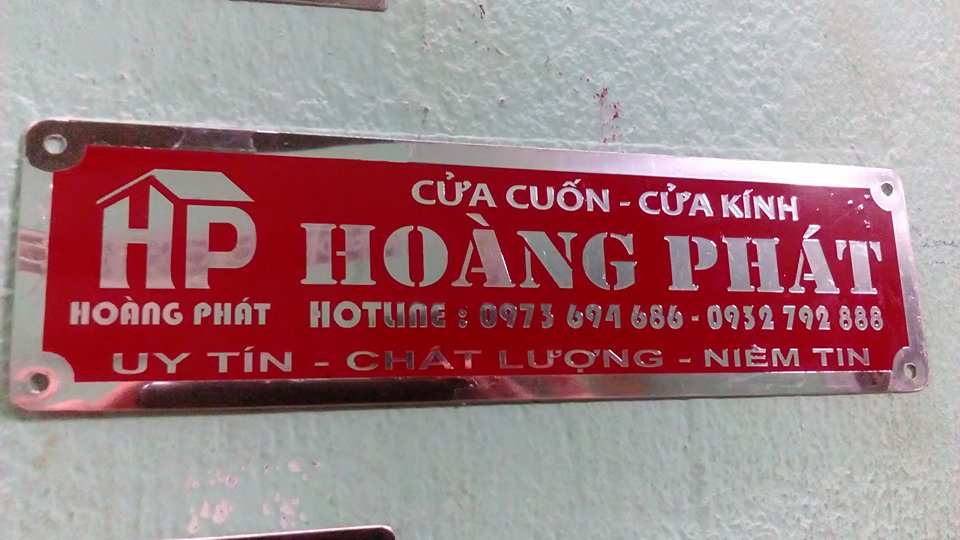 CỬA CUỐN - CỬA KÍNH
HP HOÀNG PHÁT
HOÀNG PHÁT HOTLINE : 0973 694 686 - 0932 792 888
UY TÍN - CHẤT LƯỢNG - NIỀM TIN